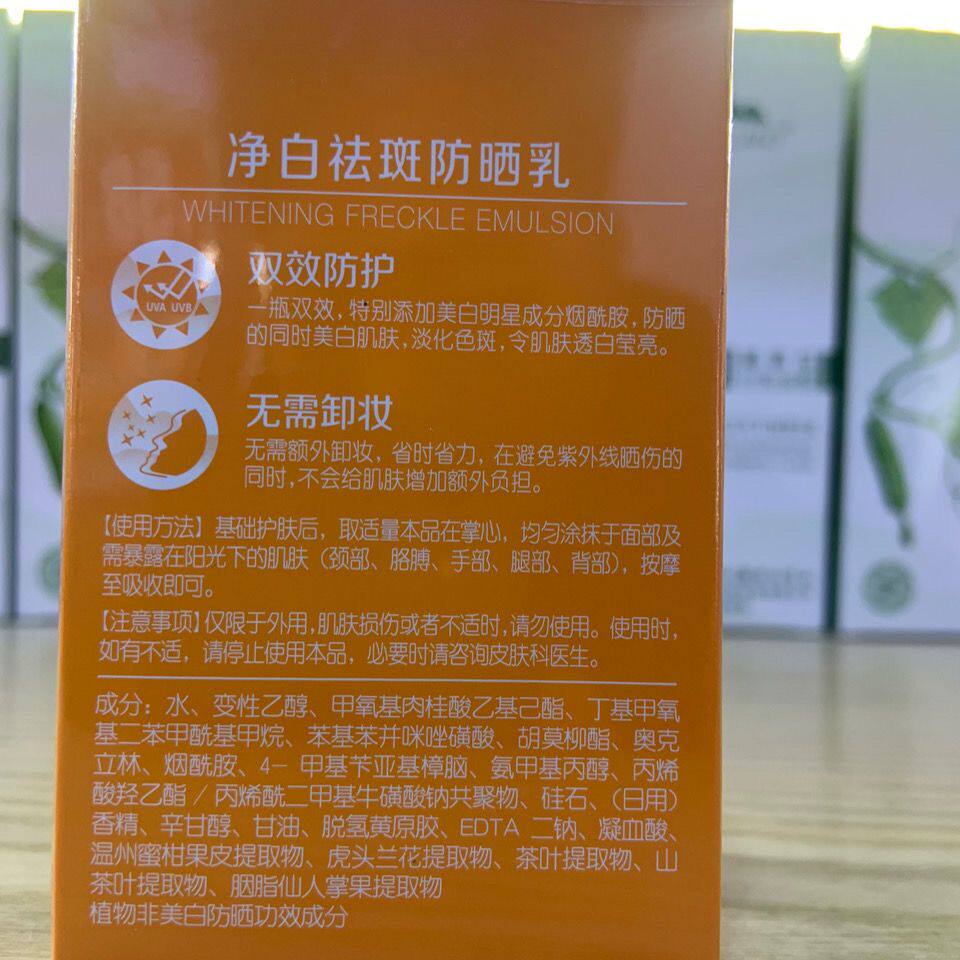 净白祛斑防晒乳
WHITENING FRECKLE EMULSION
UVA UVB
双效防护
一瓶双效，特别添加美白明星成分烟酰胺，防晒
的同时美白肌肤，淡化色斑，令肌肤透白莹亮。
无需卸妆
无需额外卸妆，省时省力，在避免紫外线晒伤的
同时，不会给肌肤增加额外负担。
【使用方法】基础护肤后，取适量本品在掌心，均匀涂抹于面部及
需暴露在阳光下的肌肤（颈部、胳膊、手部、腿部、背部），按摩
至吸收即可。
【注意事项】仅限于外用，肌肤损伤或者不适时，请勿使用。使用时，
如有不适，请停止使用本品，必要时请咨询皮肤科医生。
成分：水、变性乙醇、甲氧基肉桂酸乙基己酯、丁基甲氧
基二苯甲酰基甲烷、苯基苯并咪唑磺酸、胡莫柳酯、奥克
立林、烟酰胺、4-甲基苄亚基樟脑、氨甲基丙醇、丙烯
酸羟乙酯/丙烯酰二甲基牛磺酸钠共聚物、硅石、（日用）
香精、辛甘醇、甘油、脱氢黄原胶、EDTA 二钠、凝血酸、
温州蜜柑果皮提取物、虎头兰花提取物、茶叶提取物、山
茶叶提取物、胭脂仙人掌果提取物
植物非美白防晒功效成分